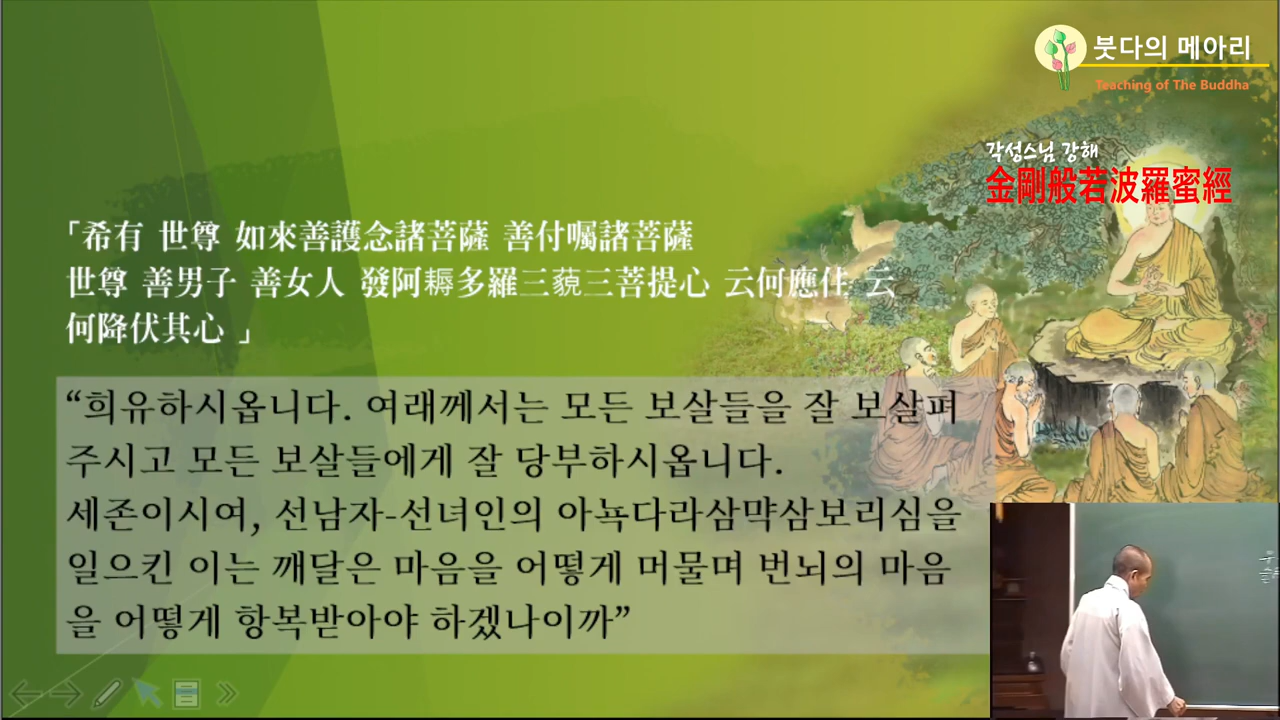 붓다의 메아리
Teaching of The Buddha
각성스님 강해
金剛般若波羅蜜經
「希有 世尊 如來善護念諸菩薩 善付囑諸菩薩
世尊 善男子 善女人 發阿耨多羅三藐三菩提心 云何應住 云
何降伏其心 」
“희유하시옵니다. 여래께서는 모든 보살들을 잘 보살펴
주시고 모든 보살들에게 잘 당부하시옵니다.
세존이시여, 선남자-선녀인의 아뇩다라삼먁삼보리심을
일으킨 이는 깨달은 마음을 어떻게 머물며 번뇌의 마음
을 어떻게 항복받아야 하겠나이까”